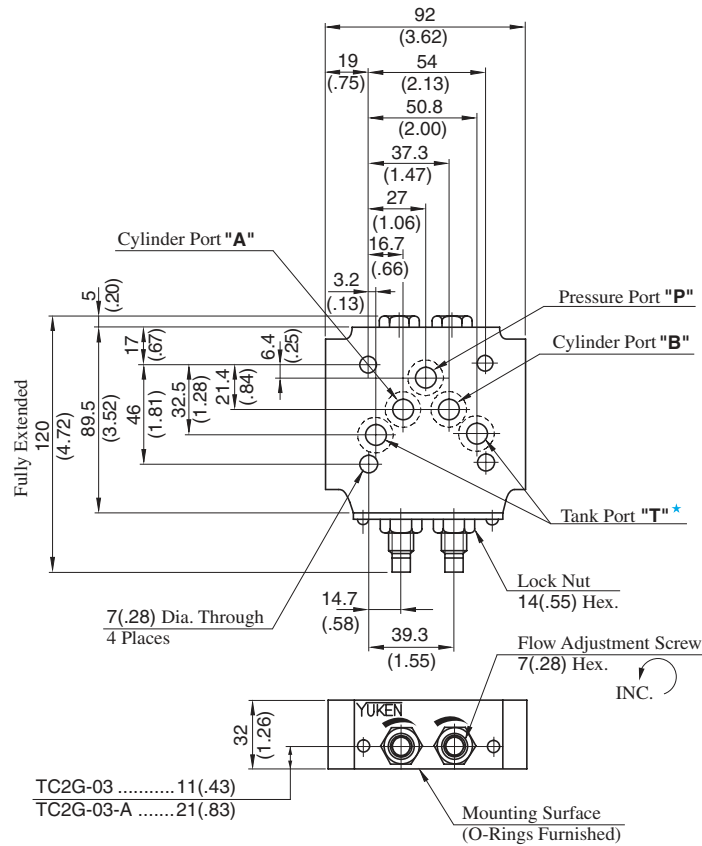 92
(3.62)
19
(.75)
54
(2.13)
50.8
(2.00)
37.3
(1.47)
27
(1.06)
Cylinder Port "A"
16.7
(.66)
3.2
(.13)
5
(.20)
Pressure Port "P"
17
(.67)
6.4
(.25)
Cylinder Port "B"
Fully Extended
120
(4.72)
89.5
(3.52)
46
(1.81)
32.5
(1.28)
21.4
(.84)
Tank Port "T" ★
Lock Nut
14(.55) Hex.
7(.28) Dia. Through
4 Places
14.7
(.58)
39.3
(1.55)
Flow Adjustment Screw
7(.28) Hex.
INC.
YUKEN
32
(1.26)
TC2G-03 ...........11(.43)
TC2G-03-A .......21(.83)
Mounting Surface
(O-Rings Furnished)